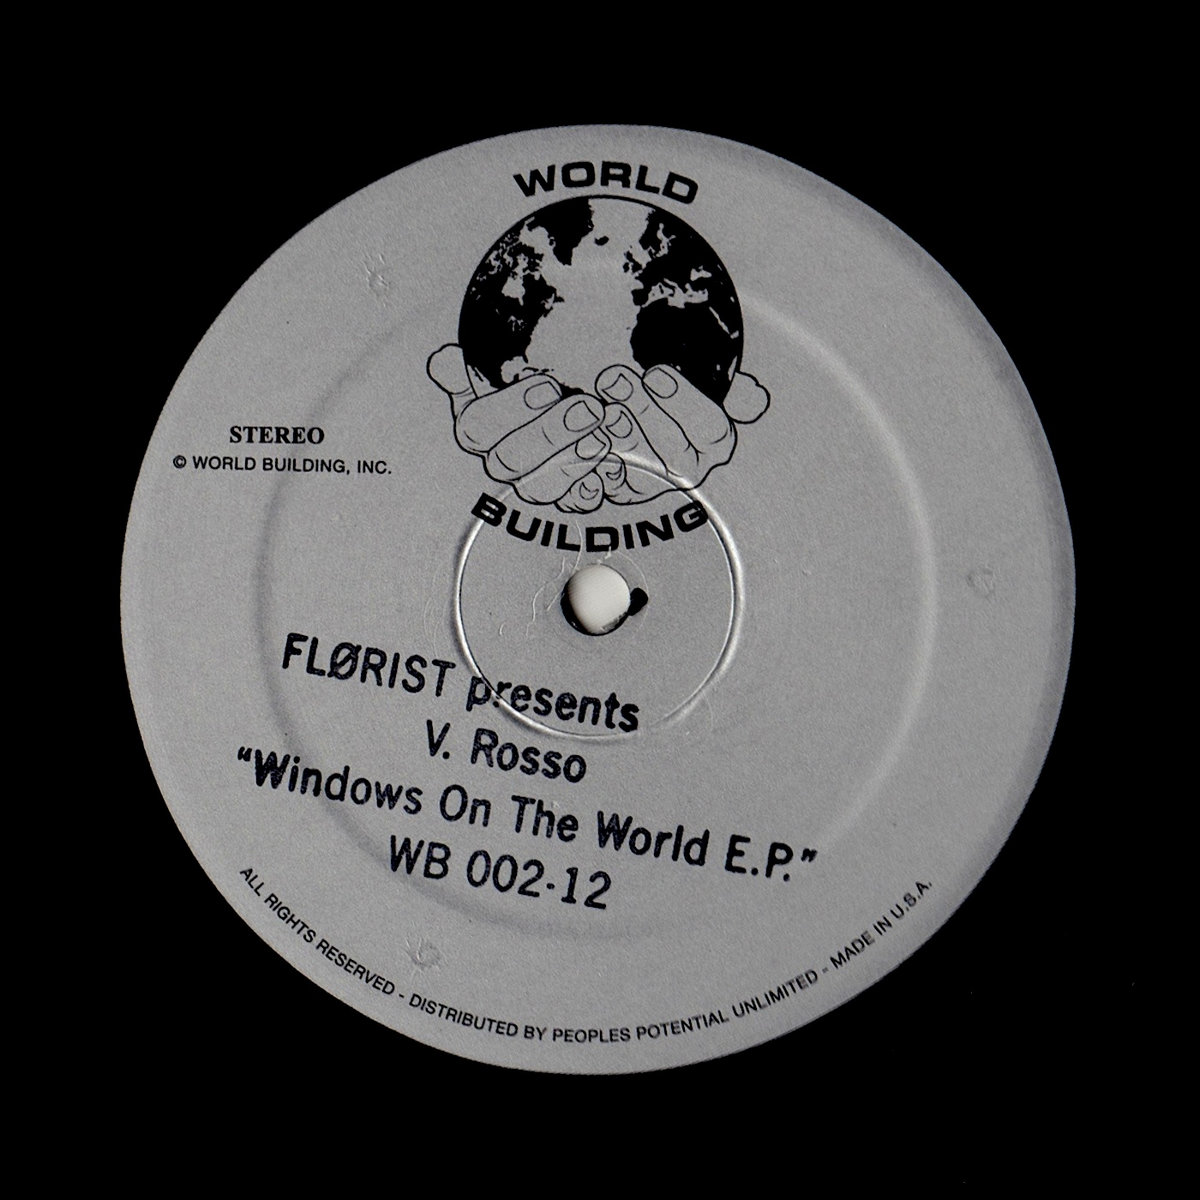 WORLD
BUILDING
STEREO
© WORLD BUILDING, INC.
FLØRIST presents
V. Rosso
“Windows On The World E.P.”
WB 002-12
ALL RIGHTS RESERVED - DISTRIBUTED BY PEOPLES POTENTIAL UNLIMITED - MADE IN U.S.A.